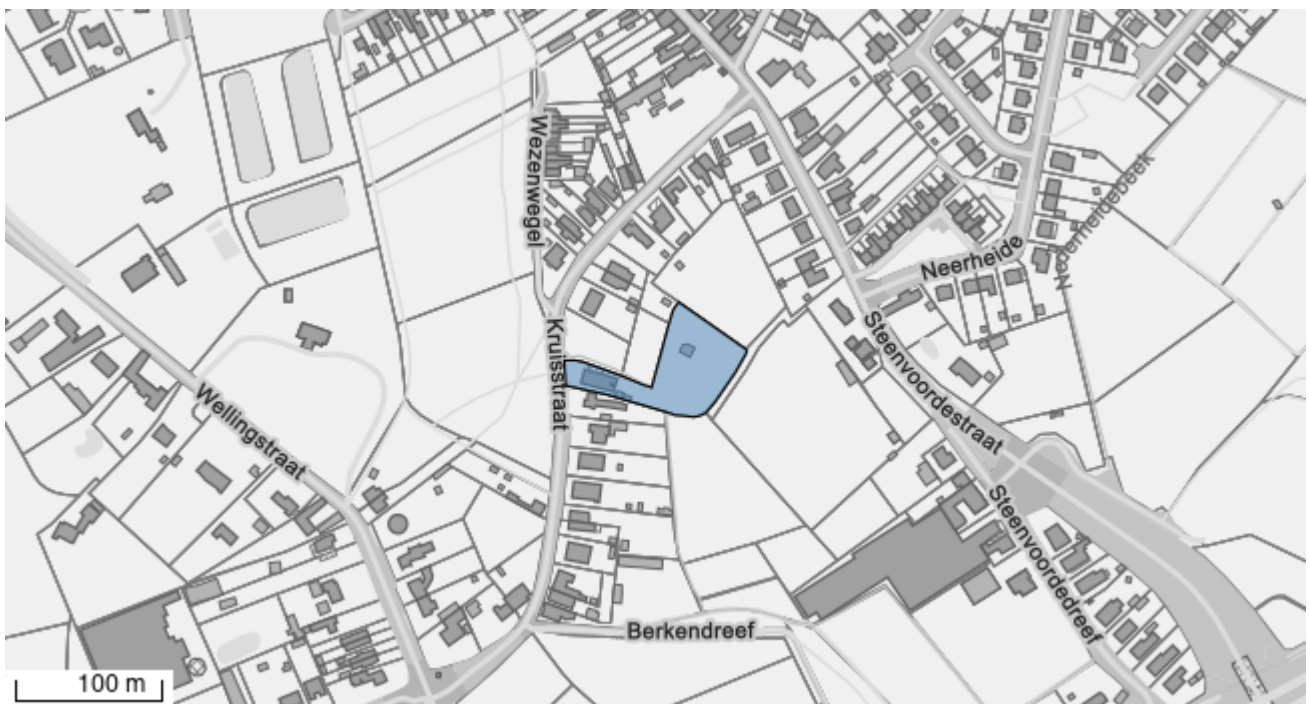 Wezenwegel
Neerheidebeek
Neerheide
Kruisstraat
Steenvoordestraat
Wellingstraat
Steenvoordedreef
Berkendreef
100 m